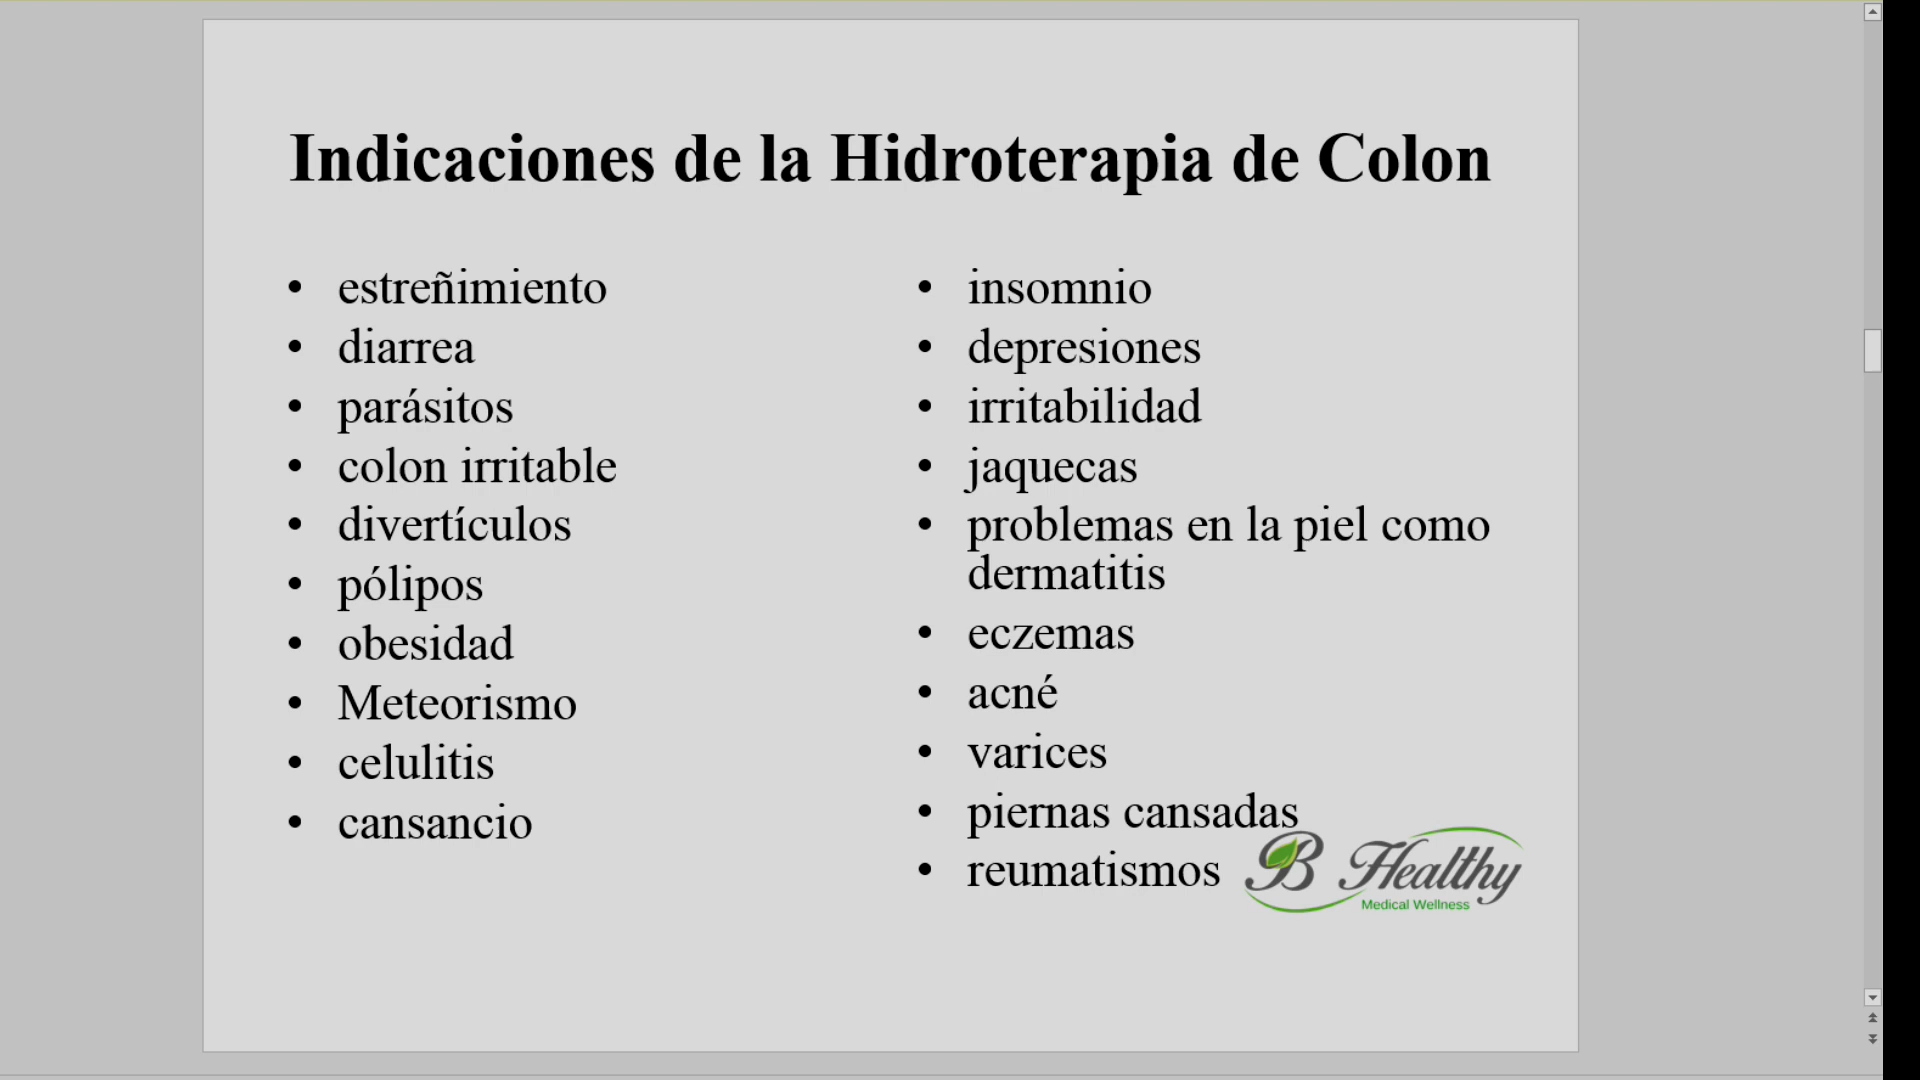 Indicaciones de la Hidroterapia de Colon
• estreñimiento
• diarrea
• parásitos
• colon irritable
• divertículos
• pólipos
• obesidad
• Meteorismo
• celulitis
• cansancio
• insomnio
• depresiones
• irritabilidad
• jaquecas
• problemas en la piel como
dermatitis
• eczemas
• acné
• varices
• piernas cansadas
• reumatismos
B Healthy
Medical Wellness